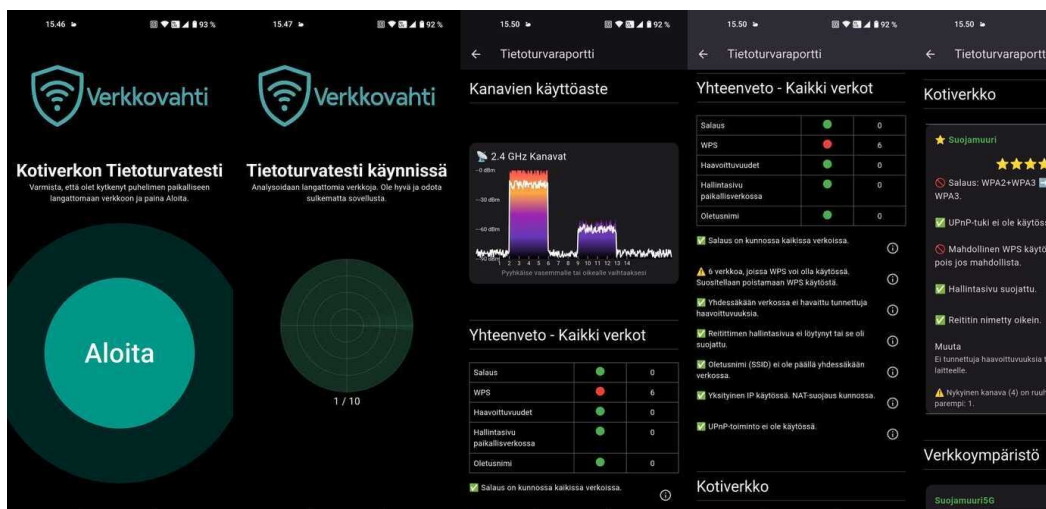 15.46
93 %
Verkkovahti
Kotiverkon Tietoturvatesti
Varmista, että olet kytkenyt puhelimen paikalliseen
langattomaan verkkoon ja paina Aloita.
Aloita
15.47
92 %
Verkkovahti
Tietoturvatesti käynnissä
Analysoidaan langattomia verkkoja. Ole hyvä ja odota
sulkematta sovellusta.
1 / 10
15.50
92 %
← Tietoturvaraportti
Kanavien käyttöaste
2.4 GHz Kanavat
-0 dBm
-30 dBm
-60 dBm
-90 dBm
1 2 3 4 5 6 7 8 9 10 11 12 13 14
Pyyhkäise vasemmalle tai oikealle vaihtaaksesi
Yhteenveto - Kaikki verkot
Salaus 0
WPS 6
Haavoittuvuudet 0
Hallintasivu
paikallisverkossa 0
Oletusnimi 0
✅ Salaus on kunnossa kaikissa verkoissa.
15.50
92 %
← Tietoturvaraportti
Yhteenveto - Kaikki verkot
Salaus 0
WPS 6
Haavoittuvuudet 0
Hallintasivu
paikallisverkossa 0
Oletusnimi 0
✅ Salaus on kunnossa kaikissa verkoissa.
⚠️ 6 verkkoa, joissa WPS voi olla käytössä.
Suositellaan poistamaan WPS käytöstä.
✅ Yhdessäkään verkossa ei havaittu tunnettuja
haavoittuvuuksia.
✅ Reitittimen hallintasivua ei löytynyt tai se oli
suojattu.
✅ Oletusnimi (SSID) ei ole päällä yhdessäkään
verkossa.
✅ Yksityinen IP käytössä. NAT-suojaus kunnossa.
✅ UPnP-toiminto ei ole käytössä.
Kotiverkko
15.50
← Tietoturvaraportt
Kotiverkko
⭐ Suojamuuri
🚫 Salaus: WPA2+WPA3 ➡
WPA3.
✅ UPnP-tuki ei ole käytöss
🚫 Mahdollinen WPS käytö
pois jos mahdollista.
✅ Hallintasivu suojattu.
✅ Reititin nimetty oikein.
Muuta
Ei tunnettuja haavoittuvuuksia t
laitteelle.
⚠️ Nykyinen kanava (4) on ruuh
parempi: 1.
Verkkoympäristö
Suojamuuri5G